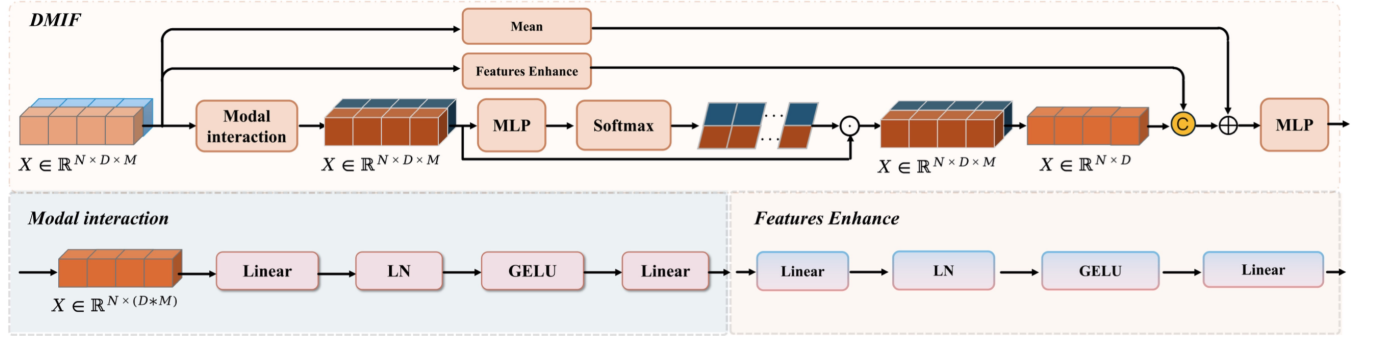 DMIF
Mean
Features Enhance
Modal
interaction
MLP
Softmax
... ...
C
MLP
X ∈ ℝ^{N × D × M}
X ∈ ℝ^{N × D × M}
X ∈ ℝ^{N × D × M}
X ∈ ℝ^{N × D}
Modal interaction
Linear
LN
GELU
Linear
X ∈ ℝ^{N × (D∗M)}
Features Enhance
Linear
LN
GELU
Linear